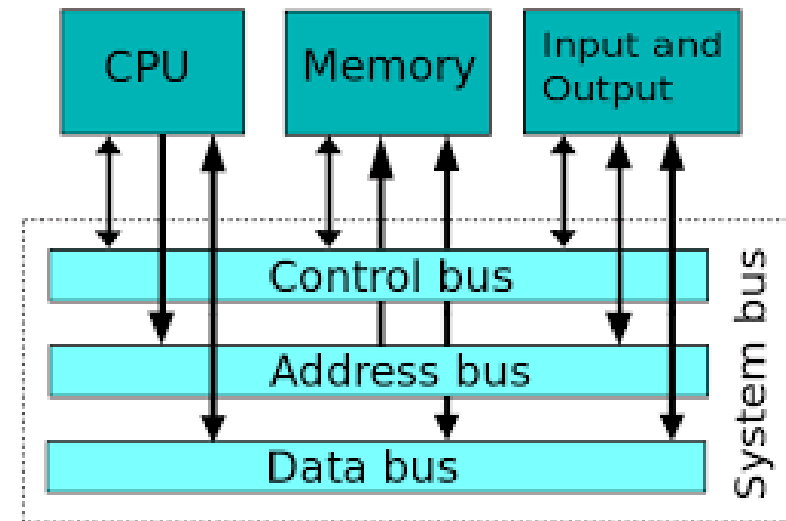 CPU
Memory
Input and
Output
Control bus
Address bus
Data bus
System bus